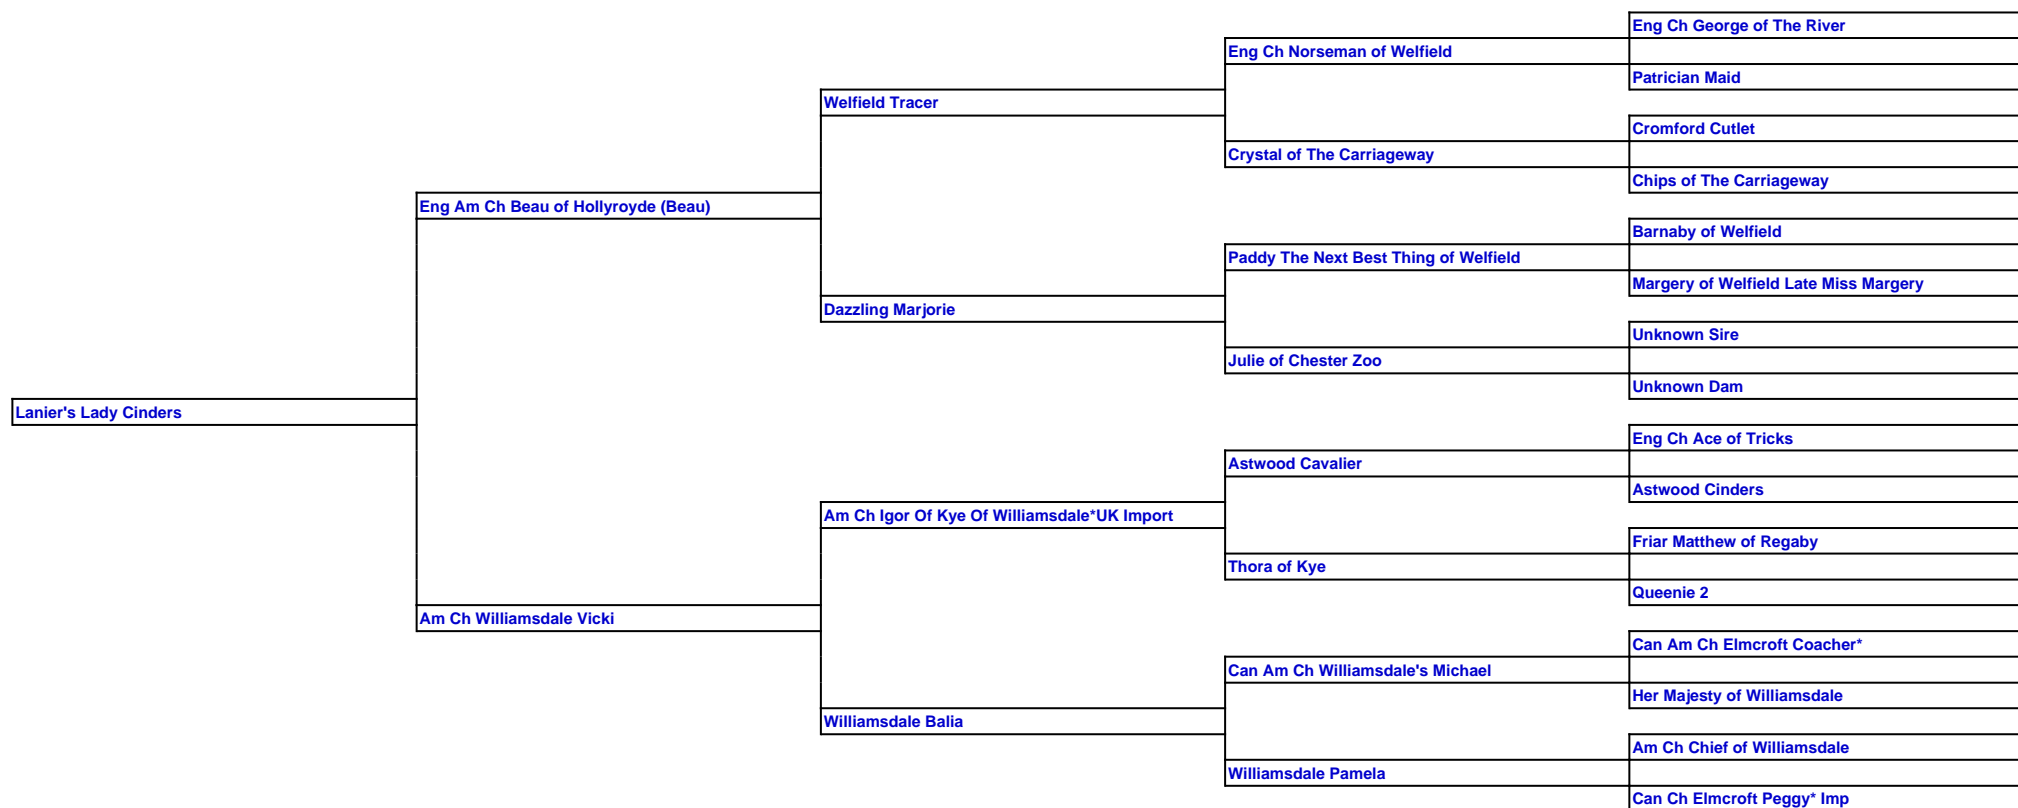 Eng Ch George of The River
Eng Ch Norseman of Welfield
Patrician Maid
Welfield Tracer
Cromford Cutlet
Crystal of The Carriageway
Chips of The Carriageway
Eng Am Ch Beau of Hollyroyde (Beau)
Barnaby of Welfield
Paddy The Next Best Thing of Welfield
Margery of Welfield Late Miss Margery
Dazzling Marjorie
Unknown Sire
Julie of Chester Zoo
Unknown Dam
Lanier's Lady Cinders
Eng Ch Ace of Tricks
Astwood Cavalier
Astwood Cinders
Am Ch Igor Of Kye Of Williamsdale*UK Import
Friar Matthew of Regaby
Thora of Kye
Queenie 2
Am Ch Williamsdale Vicki
Can Am Ch Elmcroft Coacher*
Can Am Ch Williamsdale's Michael
Her Majesty of Williamsdale
Williamsdale Balia
Am Ch Chief of Williamsdale
Williamsdale Pamela
Can Ch Elmcroft Peggy* Imp